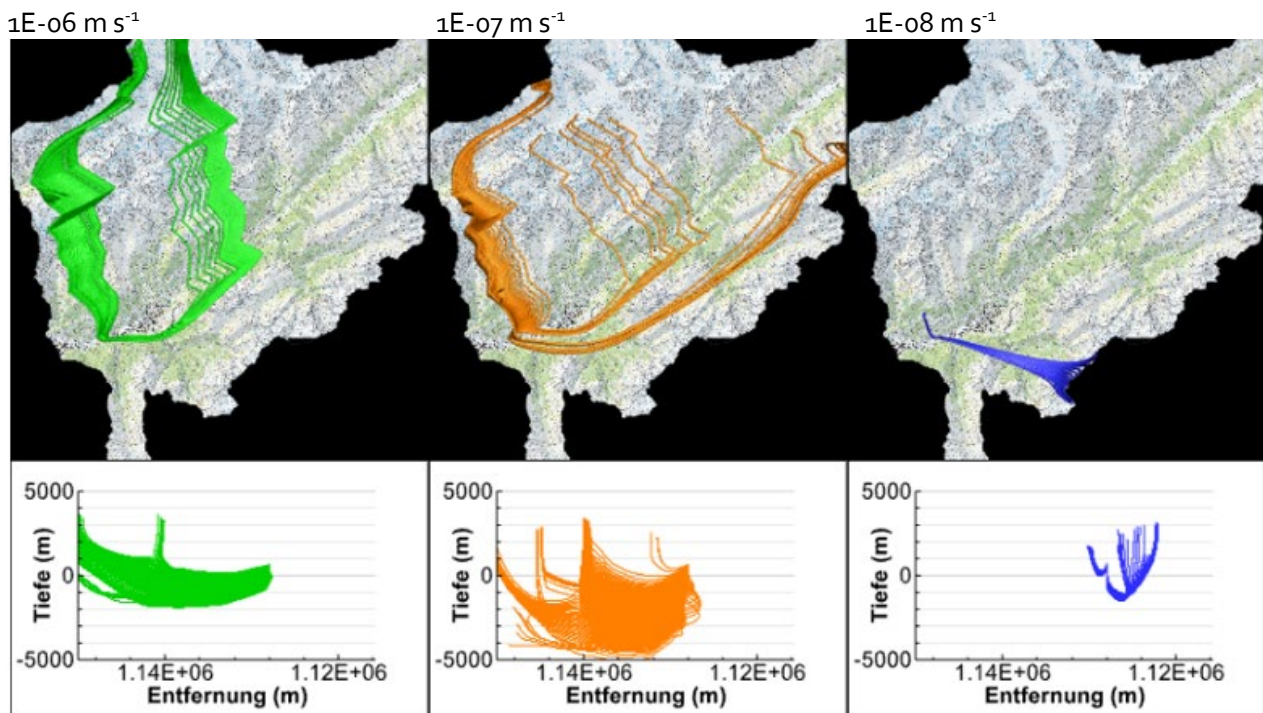 1E-06 m s⁻¹ 1E-07 m s⁻¹ 1E-08 m s⁻¹
5000 5000 5000
0 0 0
-5000 -5000 -5000
Tiefe (m) Tiefe (m) Tiefe (m)
1.14E+06 1.12E+06 1.14E+06 1.12E+06 1.14E+06 1.12E+06
Entfernung (m) Entfernung (m) Entfernung (m)